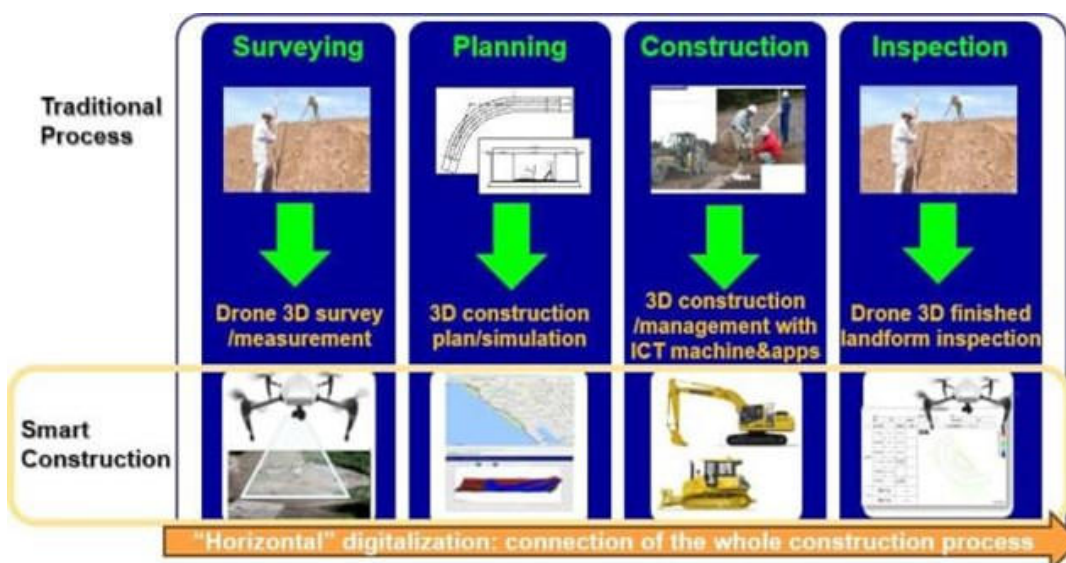 Surveying
Planning
Construction
Inspection
Traditional
Process
Drone 3D survey
/measurement
3D construction
plan/simulation
3D construction
/management with
ICT machine&apps
Drone 3D finished
landform inspection
Smart
Construction
"Horizontal" digitalization: connection of the whole construction process